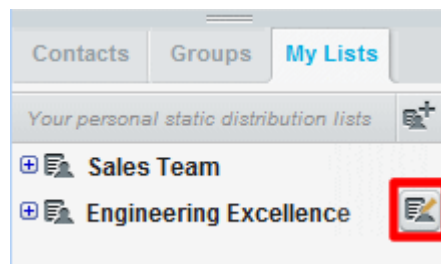 Contacts Groups My Lists
Your personal static distribution lists
Sales Team
Engineering Excellence